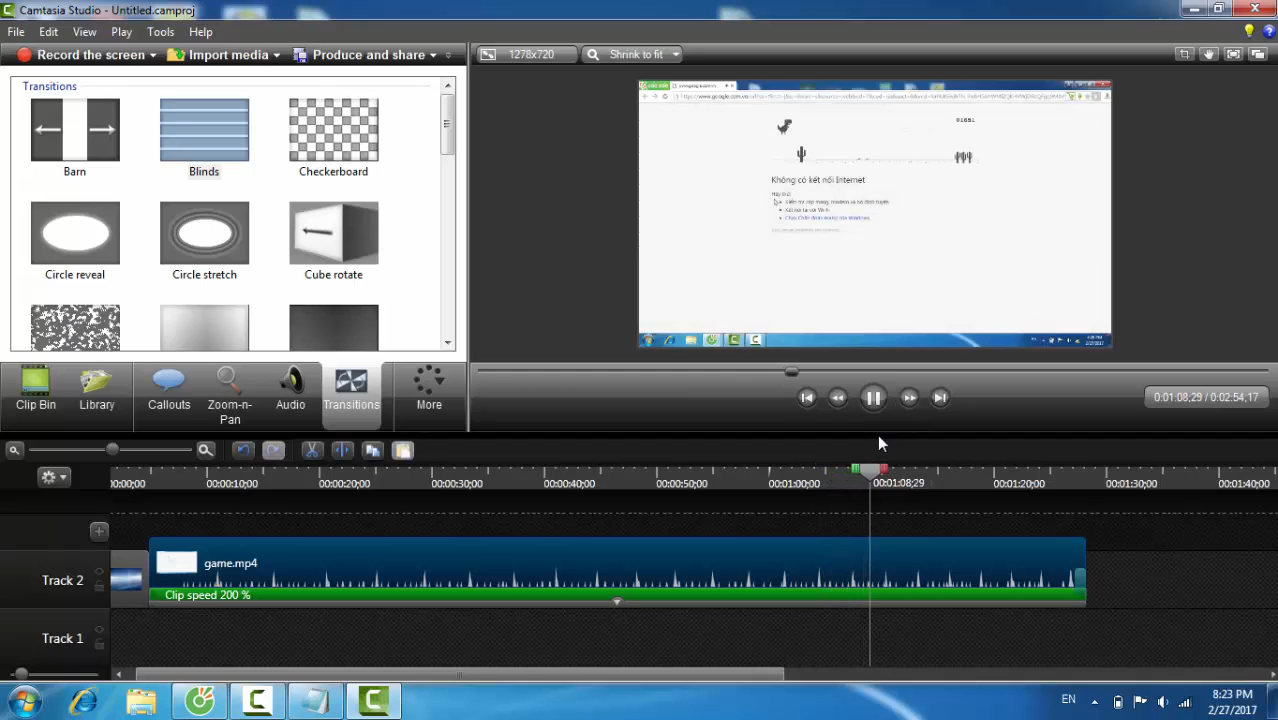 Camtasia Studio - Untitled.camproj
File Edit View Play Tools Help
Record the screen Import media Produce and share
1278x720 Shrink to fit
Transitions
Barn Blinds Checkerboard
Circle reveal Circle stretch Cube rotate
01681
Không có kết nối Internet
Clip Bin Library Callouts Zoom-n-Pan Audio Transitions More
0:01:08;29 / 0:02:54;17
00:00;00 00:00:10;00 00:00:20;00 00:00:30;00 00:00:40;00 00:00:50;00 00:01:00;00 00:01:08;29 00:01:20;00 00:01:30;00 00:01:40;00
Track 2 game.mp4
Clip speed 200 %
Track 1
EN
8:23 PM
2/27/2017